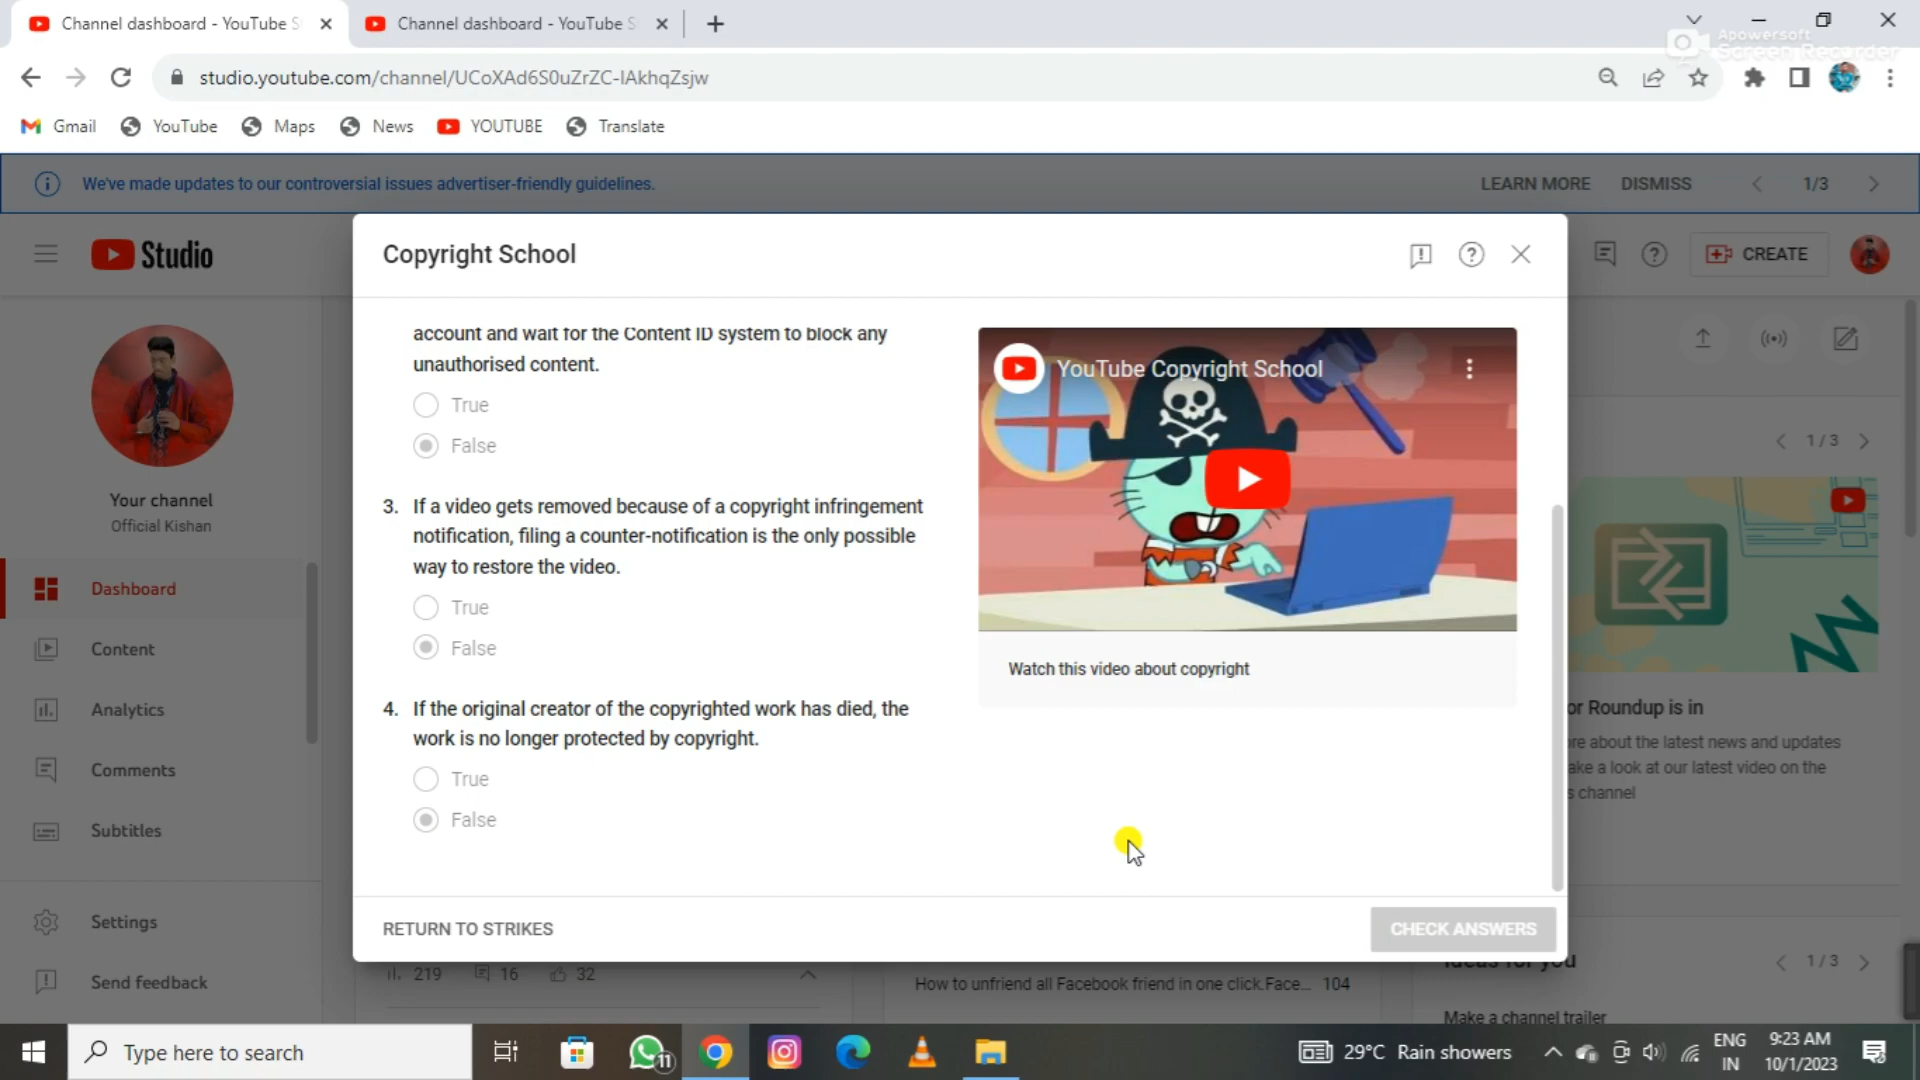 Channel dashboard - YouTube S
Channel dashboard - YouTube S
Apowersoft
Screen Recorder
studio.youtube.com/channel/UCoXAd6S0uZrZC-lAkhqZsjw
Gmail
YouTube
Maps
News
YOUTUBE
Translate
We've made updates to our controversial issues advertiser-friendly guidelines.
LEARN MORE
DISMISS
1/3
Studio
CREATE
Your channel
Official Kishan
Dashboard
Content
Analytics
Comments
Subtitles
Settings
Send feedback
Copyright School
account and wait for the Content ID system to block any
unauthorised content.
True
False
3. If a video gets removed because of a copyright infringement
notification, filing a counter-notification is the only possible
way to restore the video.
True
False
4. If the original creator of the copyrighted work has died, the
work is no longer protected by copyright.
True
False
YouTube Copyright School
Watch this video about copyright
RETURN TO STRIKES
CHECK ANSWERS
1 / 3
or Roundup is in
re about the latest news and updates
ake a look at our latest video on the
s channel
219
16
32
How to unfriend all Facebook friend in one click.Face...
104
Ideas for you
1 / 3
Make a channel trailer
Type here to search
11
29°C Rain showers
ENG
IN
9:23 AM
10/1/2023